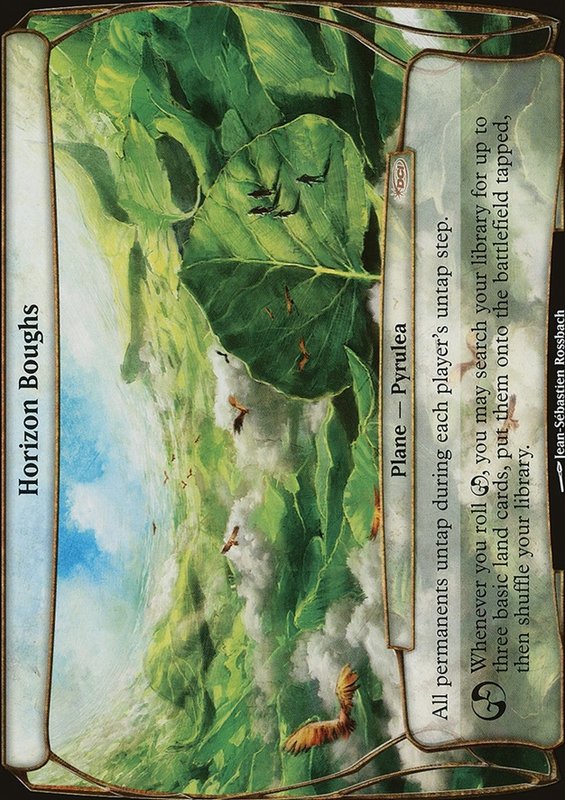 Horizon Boughs
DCI
Plane — Pyrulea
All permanents untap during each player's untap step.
Whenever you roll , you may search your library for up to
three basic land cards, put them onto the battlefield tapped,
then shuffle your library.
Jean-Sébastien Rossbach